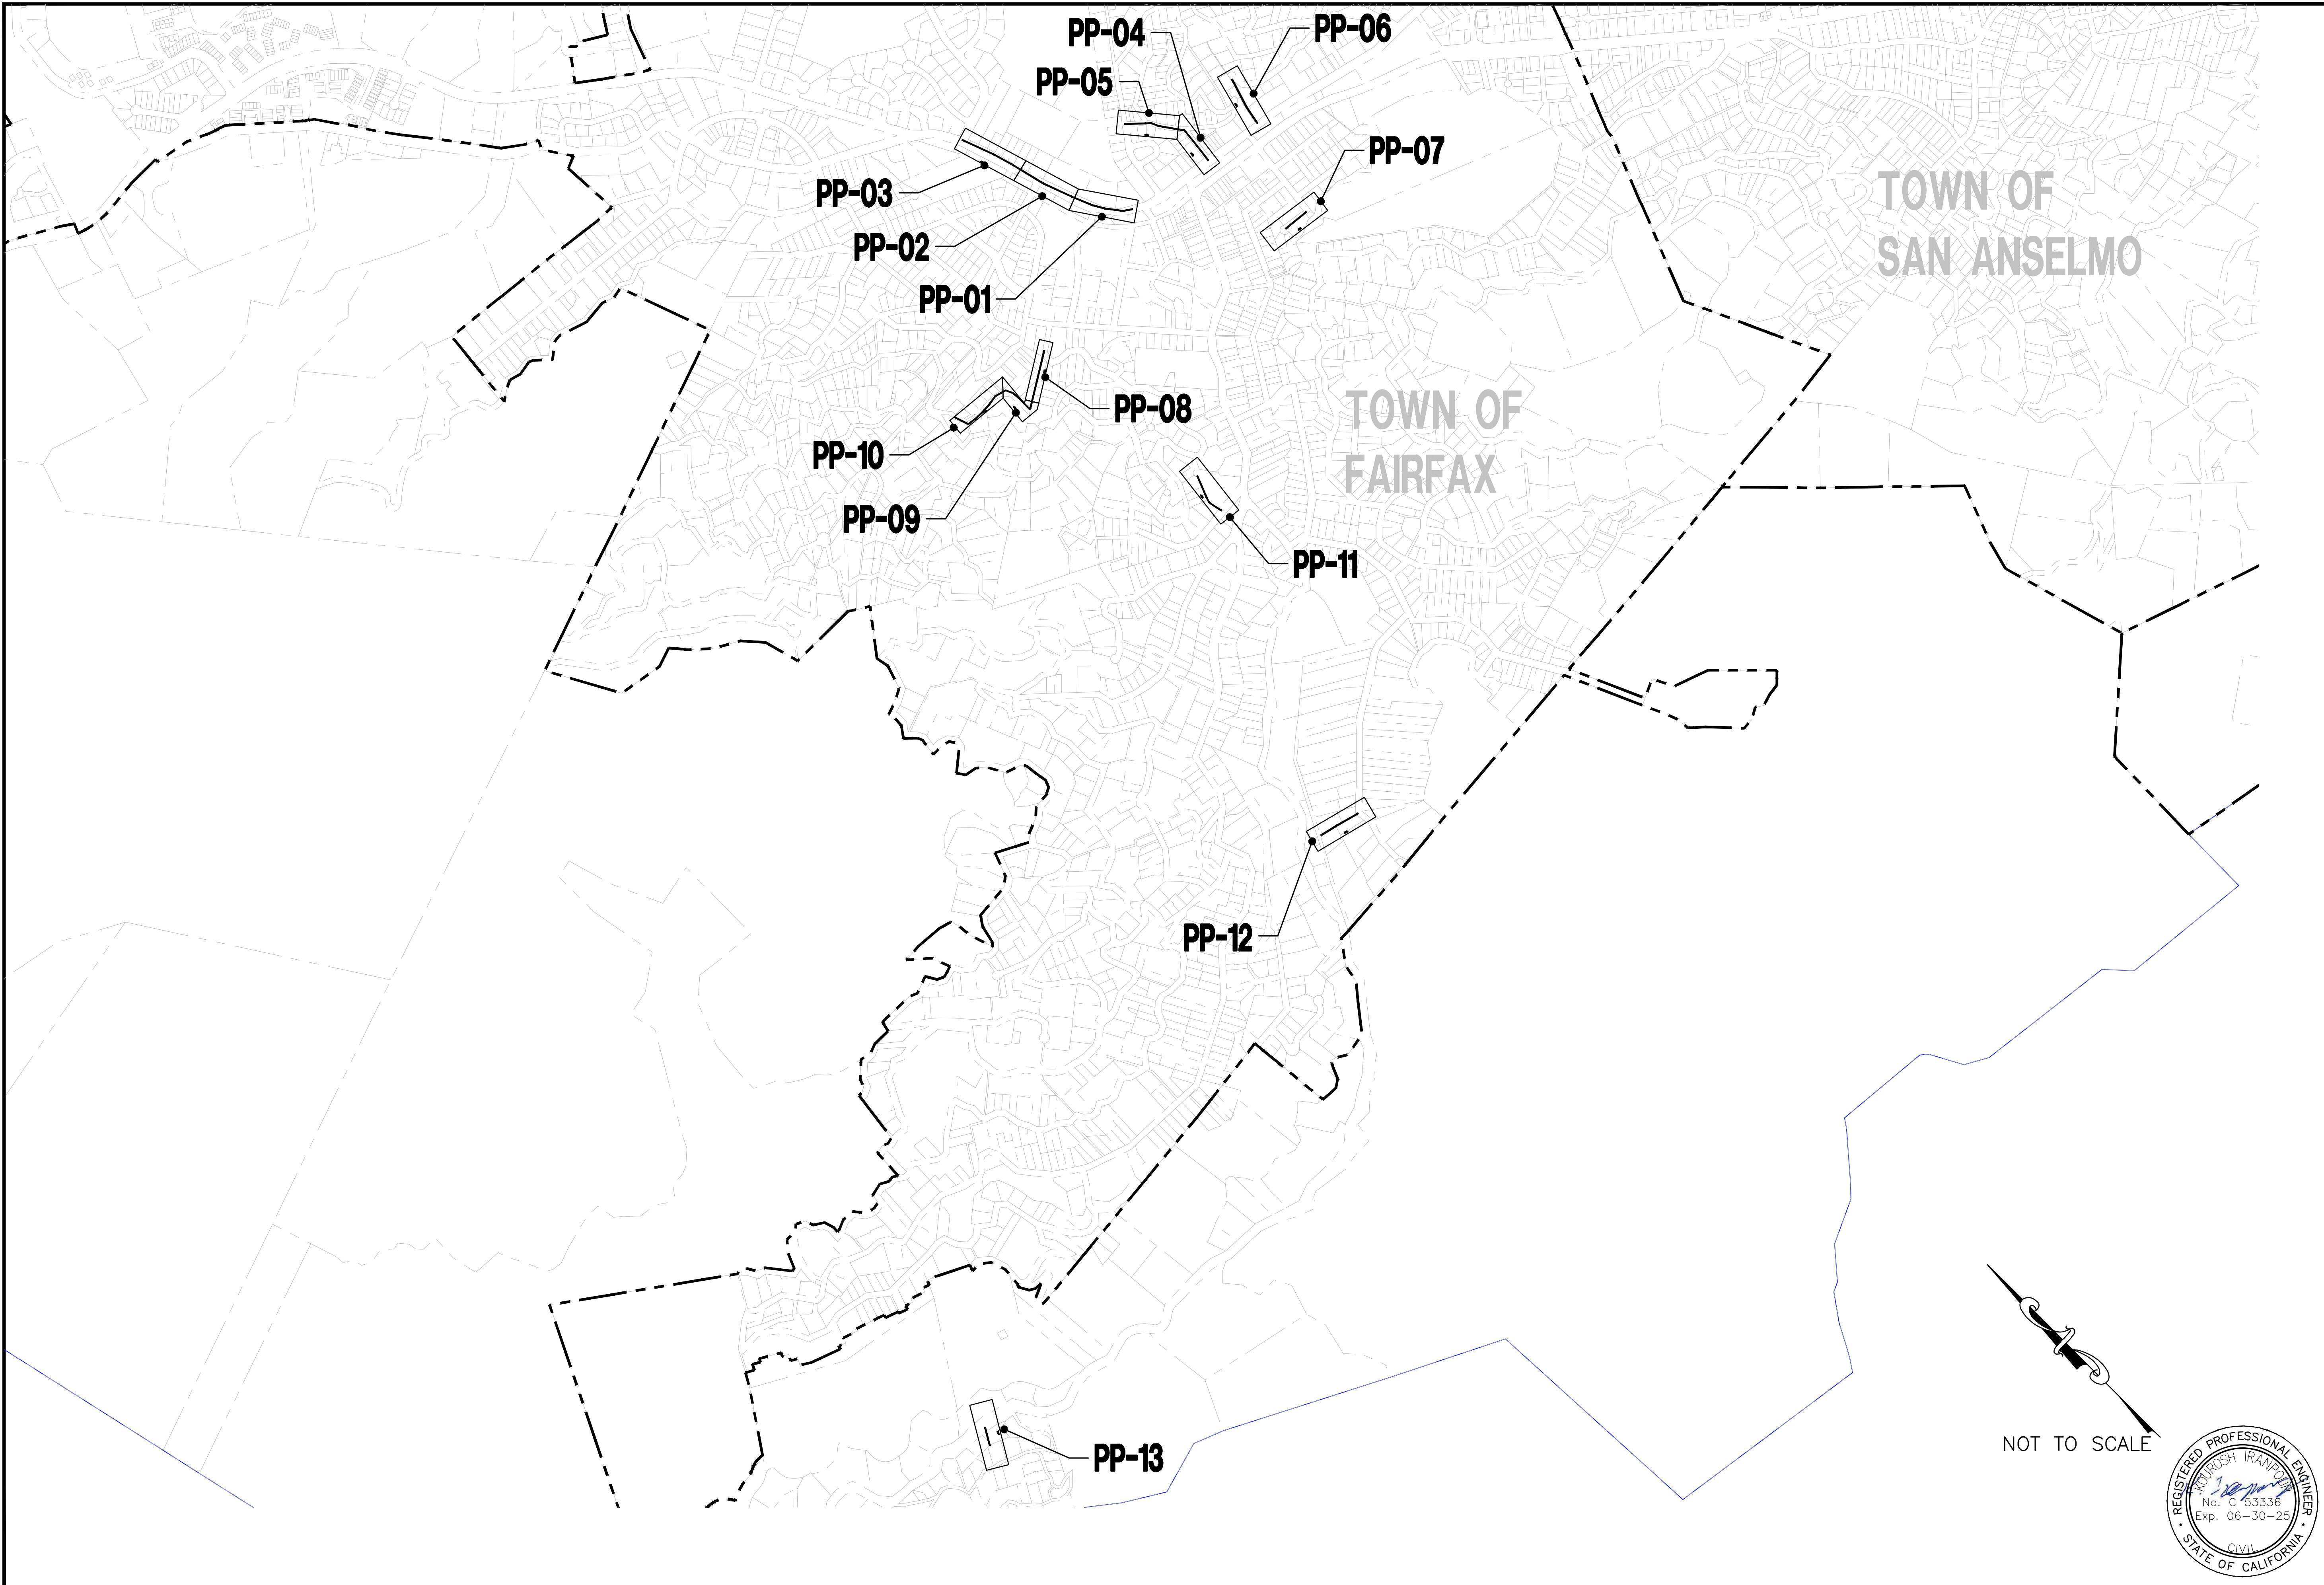 PP-04
PP-06
PP-05
PP-07
PP-03
PP-02
PP-01
TOWN OF
SAN ANSELMO
PP-08
TOWN OF
FAIRFAX
PP-10
PP-09
PP-11
PP-12
PP-13
NOT TO SCALE
REGISTERED PROFESSIONAL ENGINEER
KOUROSH IRANPOUR
No. C 53336
Exp. 06-30-25
CIVIL
STATE OF CALIFORNIA